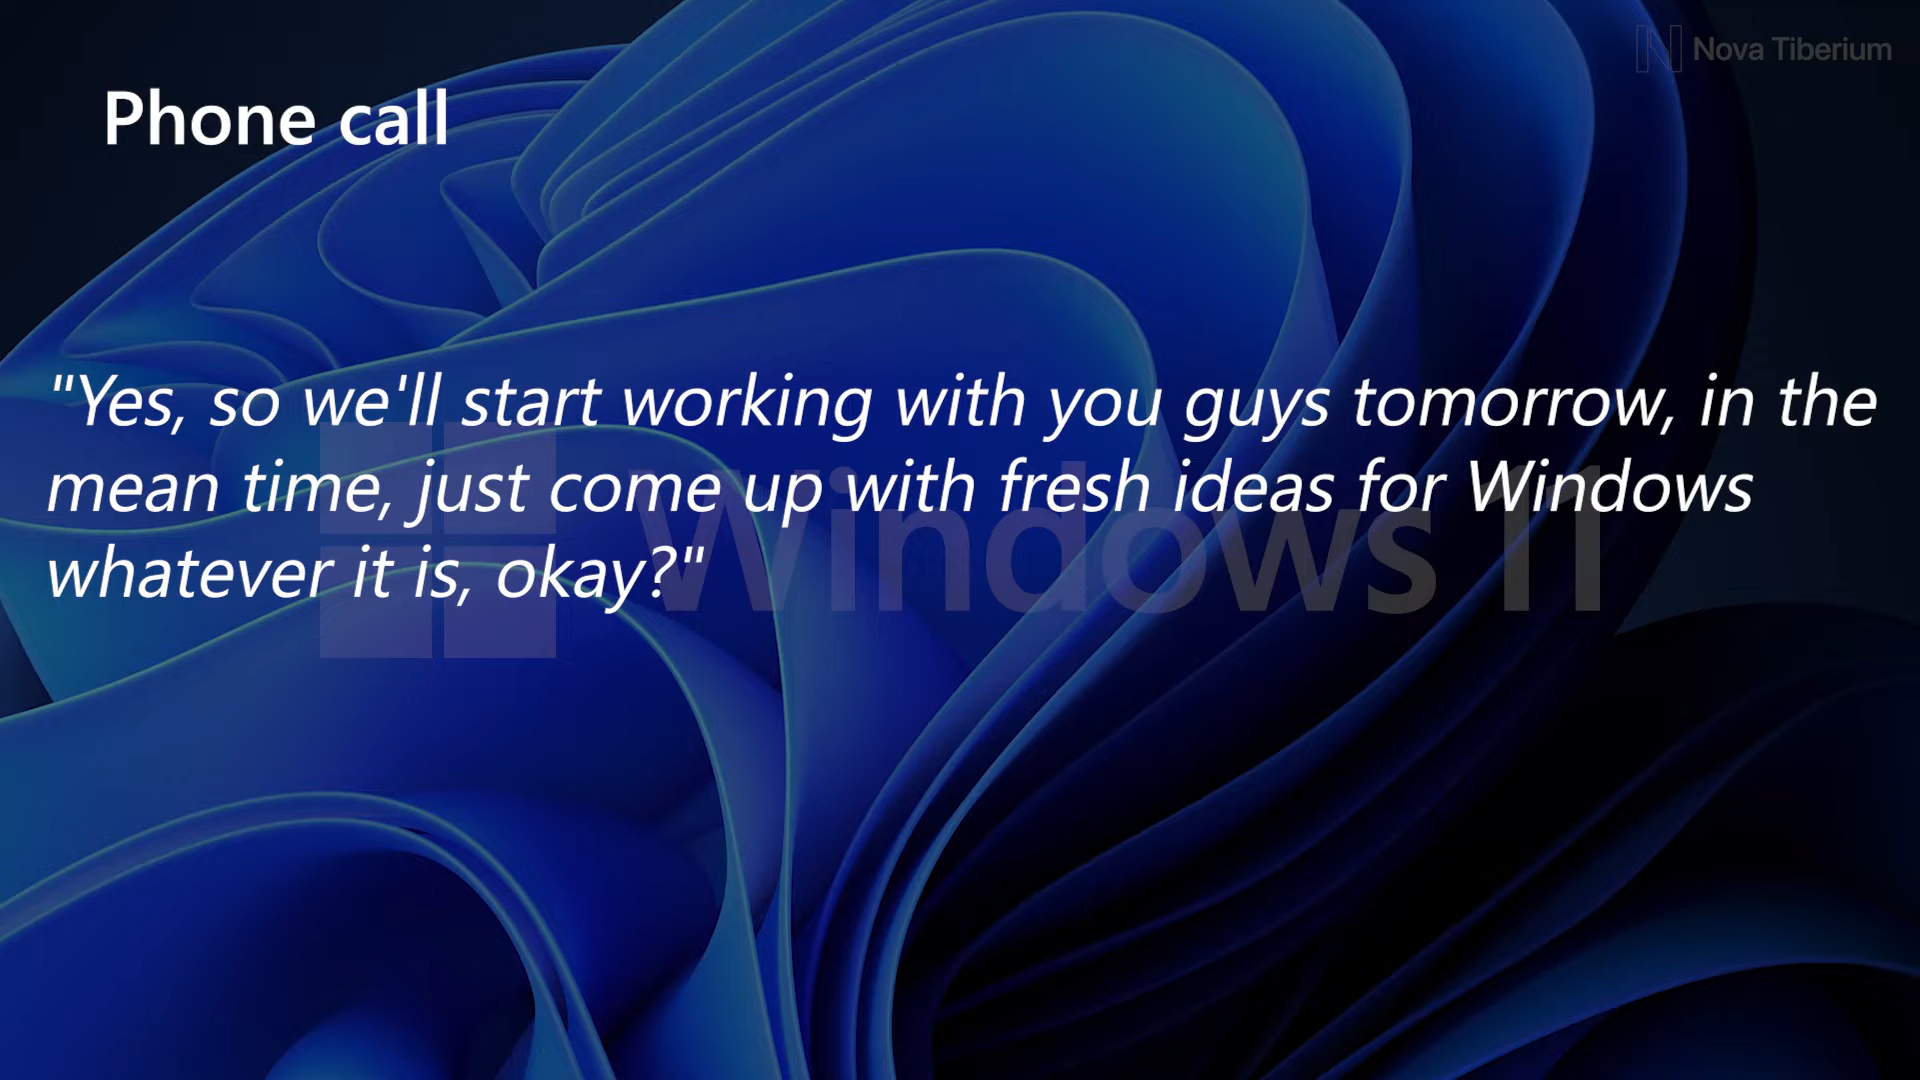 Nova Tiberium
Phone call
"Yes, so we'll start working with you guys tomorrow, in the
mean time, just come up with fresh ideas for Windows
whatever it is, okay?"
Windows 11